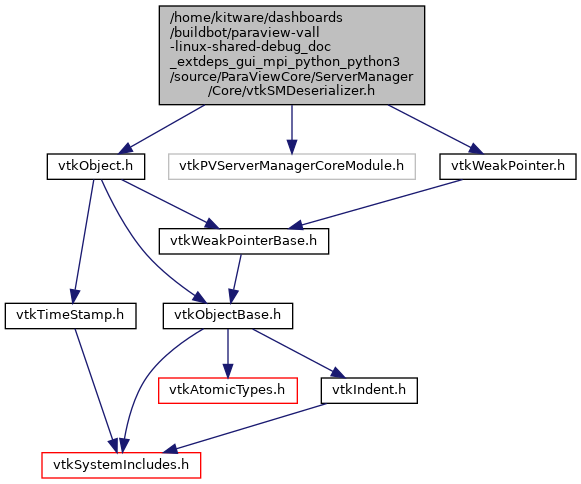 /home/kitware/dashboards
/buildbot/paraview-vall
-linux-shared-debug_doc
_extdeps_gui_mpi_python_python3
/source/ParaViewCore/ServerManager
/Core/vtkSMDeserializer.h
vtkObject.h
vtkPVServerManagerCoreModule.h
vtkWeakPointer.h
vtkWeakPointerBase.h
vtkTimeStamp.h
vtkObjectBase.h
vtkAtomicTypes.h
vtkIndent.h
vtkSystemIncludes.h